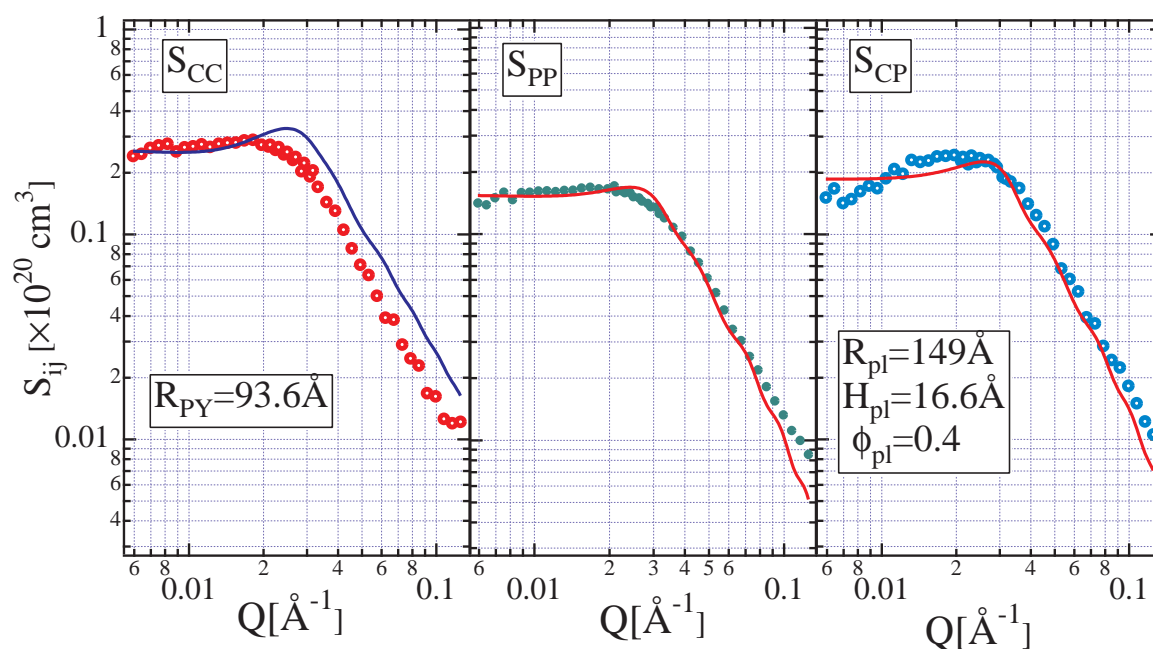 S_CC
S_PP
S_CP
1
8
6
4
2
0.1
8
6
4
2
0.01
8
6
4
S_ij [×10^20 cm^3]
R_PY=93.6Å
R_pl=149Å
H_pl=16.6Å
ϕ_pl=0.4
6 8 2 4 6 8
0.01 0.1
Q[Å^-1]
6 8 2 3 4 5 6 8
0.01 0.1
Q[Å^-1]
6 8 2 4 6 8
0.01 0.1
Q[Å^-1]